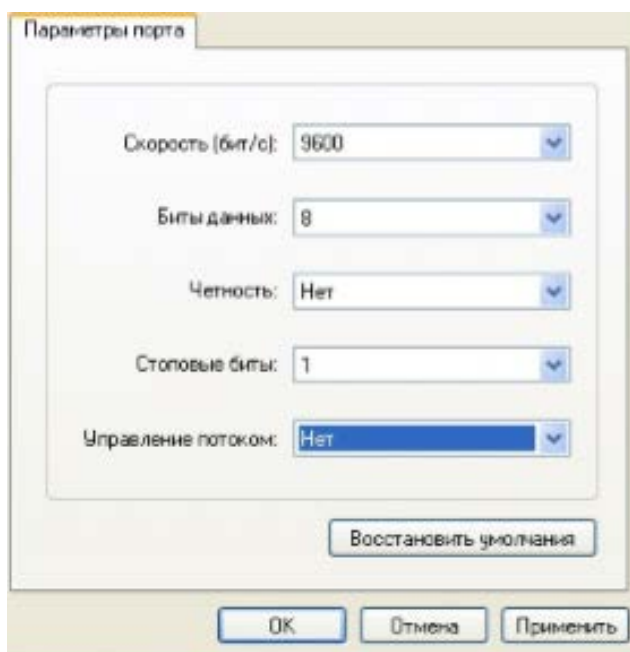 Параметры порта
Скорость (бит/с): 9600
Биты данных: 8
Четность: Нет
Стоповые биты: 1
Управление потоком: Нет
Восстановить умолчания
OK Отмена Применить